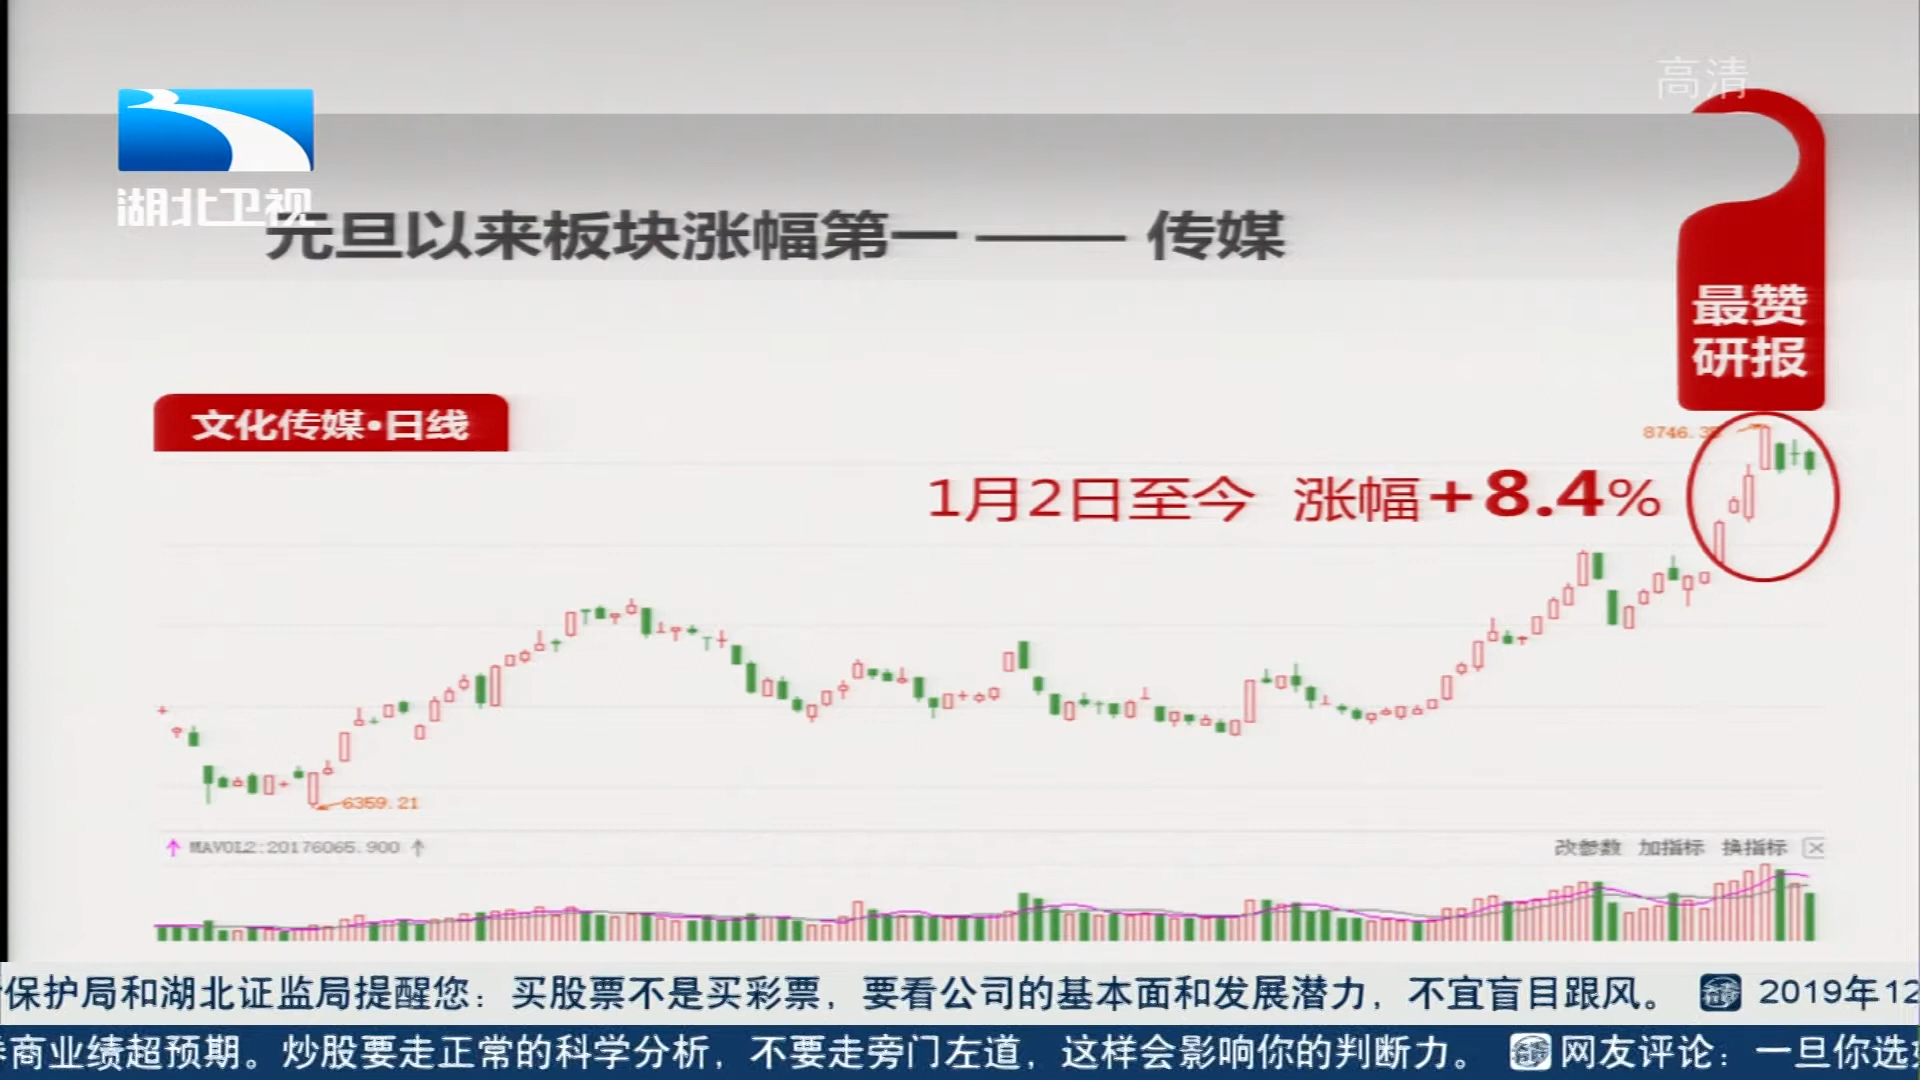 高清
湖北卫视
元旦以来板块涨幅第一 —— 传媒
最赞
研报
文化传媒•日线
1月2日至今 涨幅+8.4%
6359.21
MAVOL2:20176065.900
改参数 加指标 换指标
保护局和湖北证监局提醒您：买股票不是买彩票，要看公司的基本面和发展潜力，不宜盲目跟风。 2019年12
商业绩超预期。炒股要走正常的科学分析，不要走旁门左道，这样会影响你的判断力。 网友评论：一旦你选